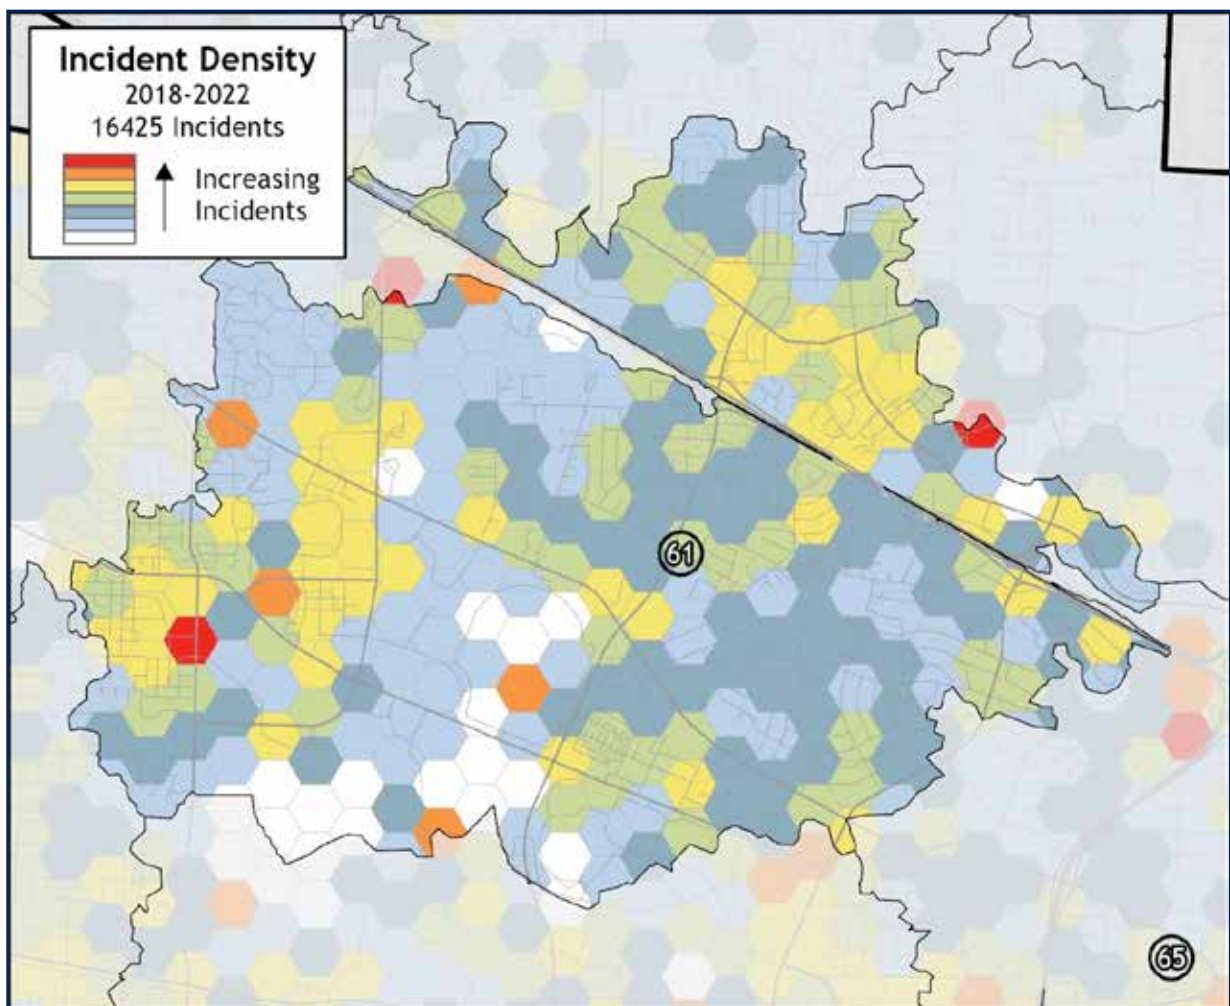 Incident Density
2018-2022
16425 Incidents
Increasing
Incidents
61
65